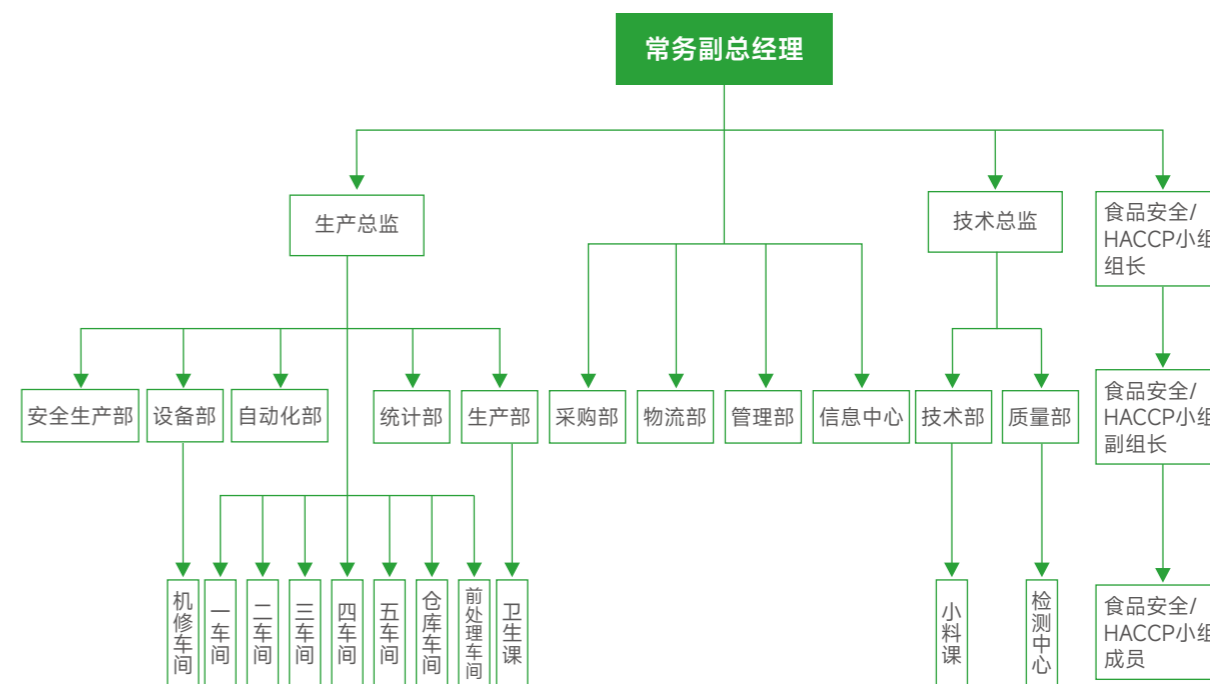 常务副总经理
生产总监
技术总监
食品安全/
HACCP小组
组长
安全生产部
设备部
自动化部
统计部
生产部
采购部
物流部
管理部
信息中心
技术部
质量部
食品安全/
HACCP小组
副组长
机修车间
一车间
二车间
三车间
四车间
五车间
仓库车间
前处理车间
卫生课
小料课
检测中心
食品安全/
HACCP小组
成员